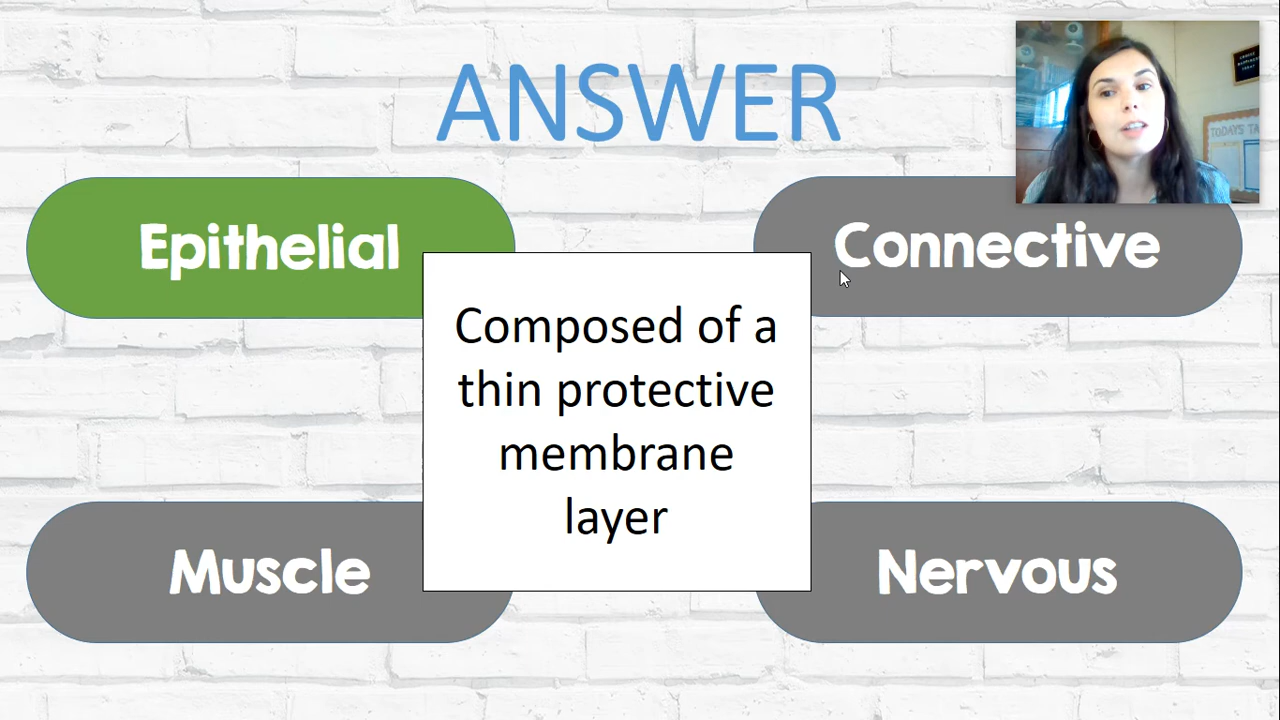 ANSWER
Epithelial
Connective
Composed of a
thin protective
membrane
layer
Muscle
Nervous